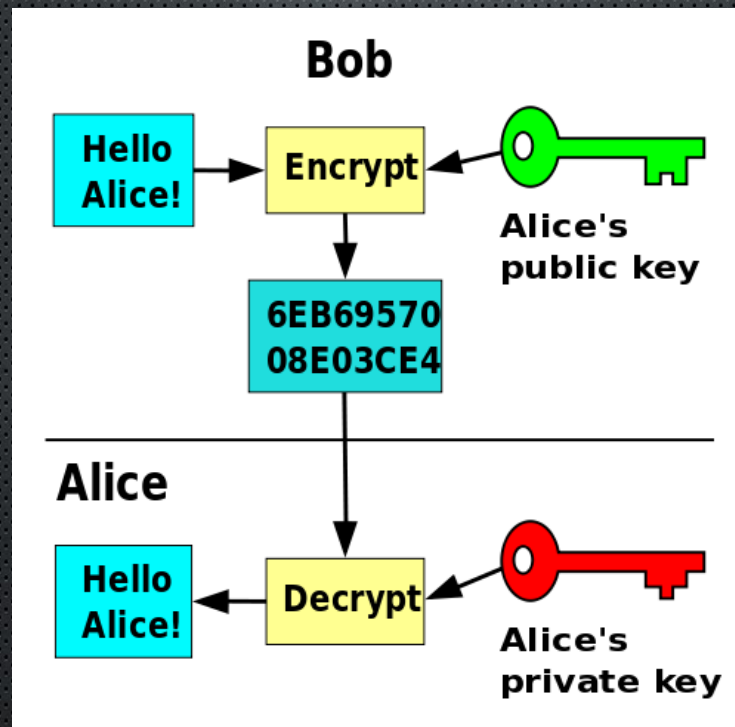 Bob
Hello
Alice!
Encrypt
Alice's
public key
6EB69570
08E03CE4
Alice
Hello
Alice!
Decrypt
Alice's
private key